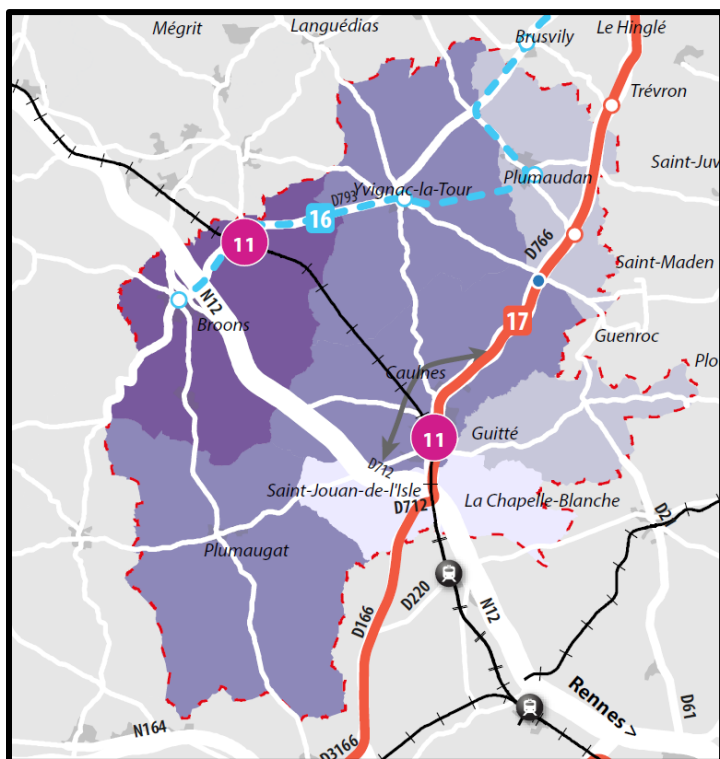 Mégrit
Languédias
Le Hinglé
Brusvily
Trévron
Saint-Juv
Plumaudan
Yvignac-la-Tour
D793
16
11
D766
Saint-Maden
N12
17
Broons
Guenroc
Plo
Caulnes
11
Guitté
D712
Saint-Jouan-de-l'Isle
La Chapelle-Blanche
D712
D2
Plumaugat
D220
N12
D166
Rennes >
D61
N164
D3166